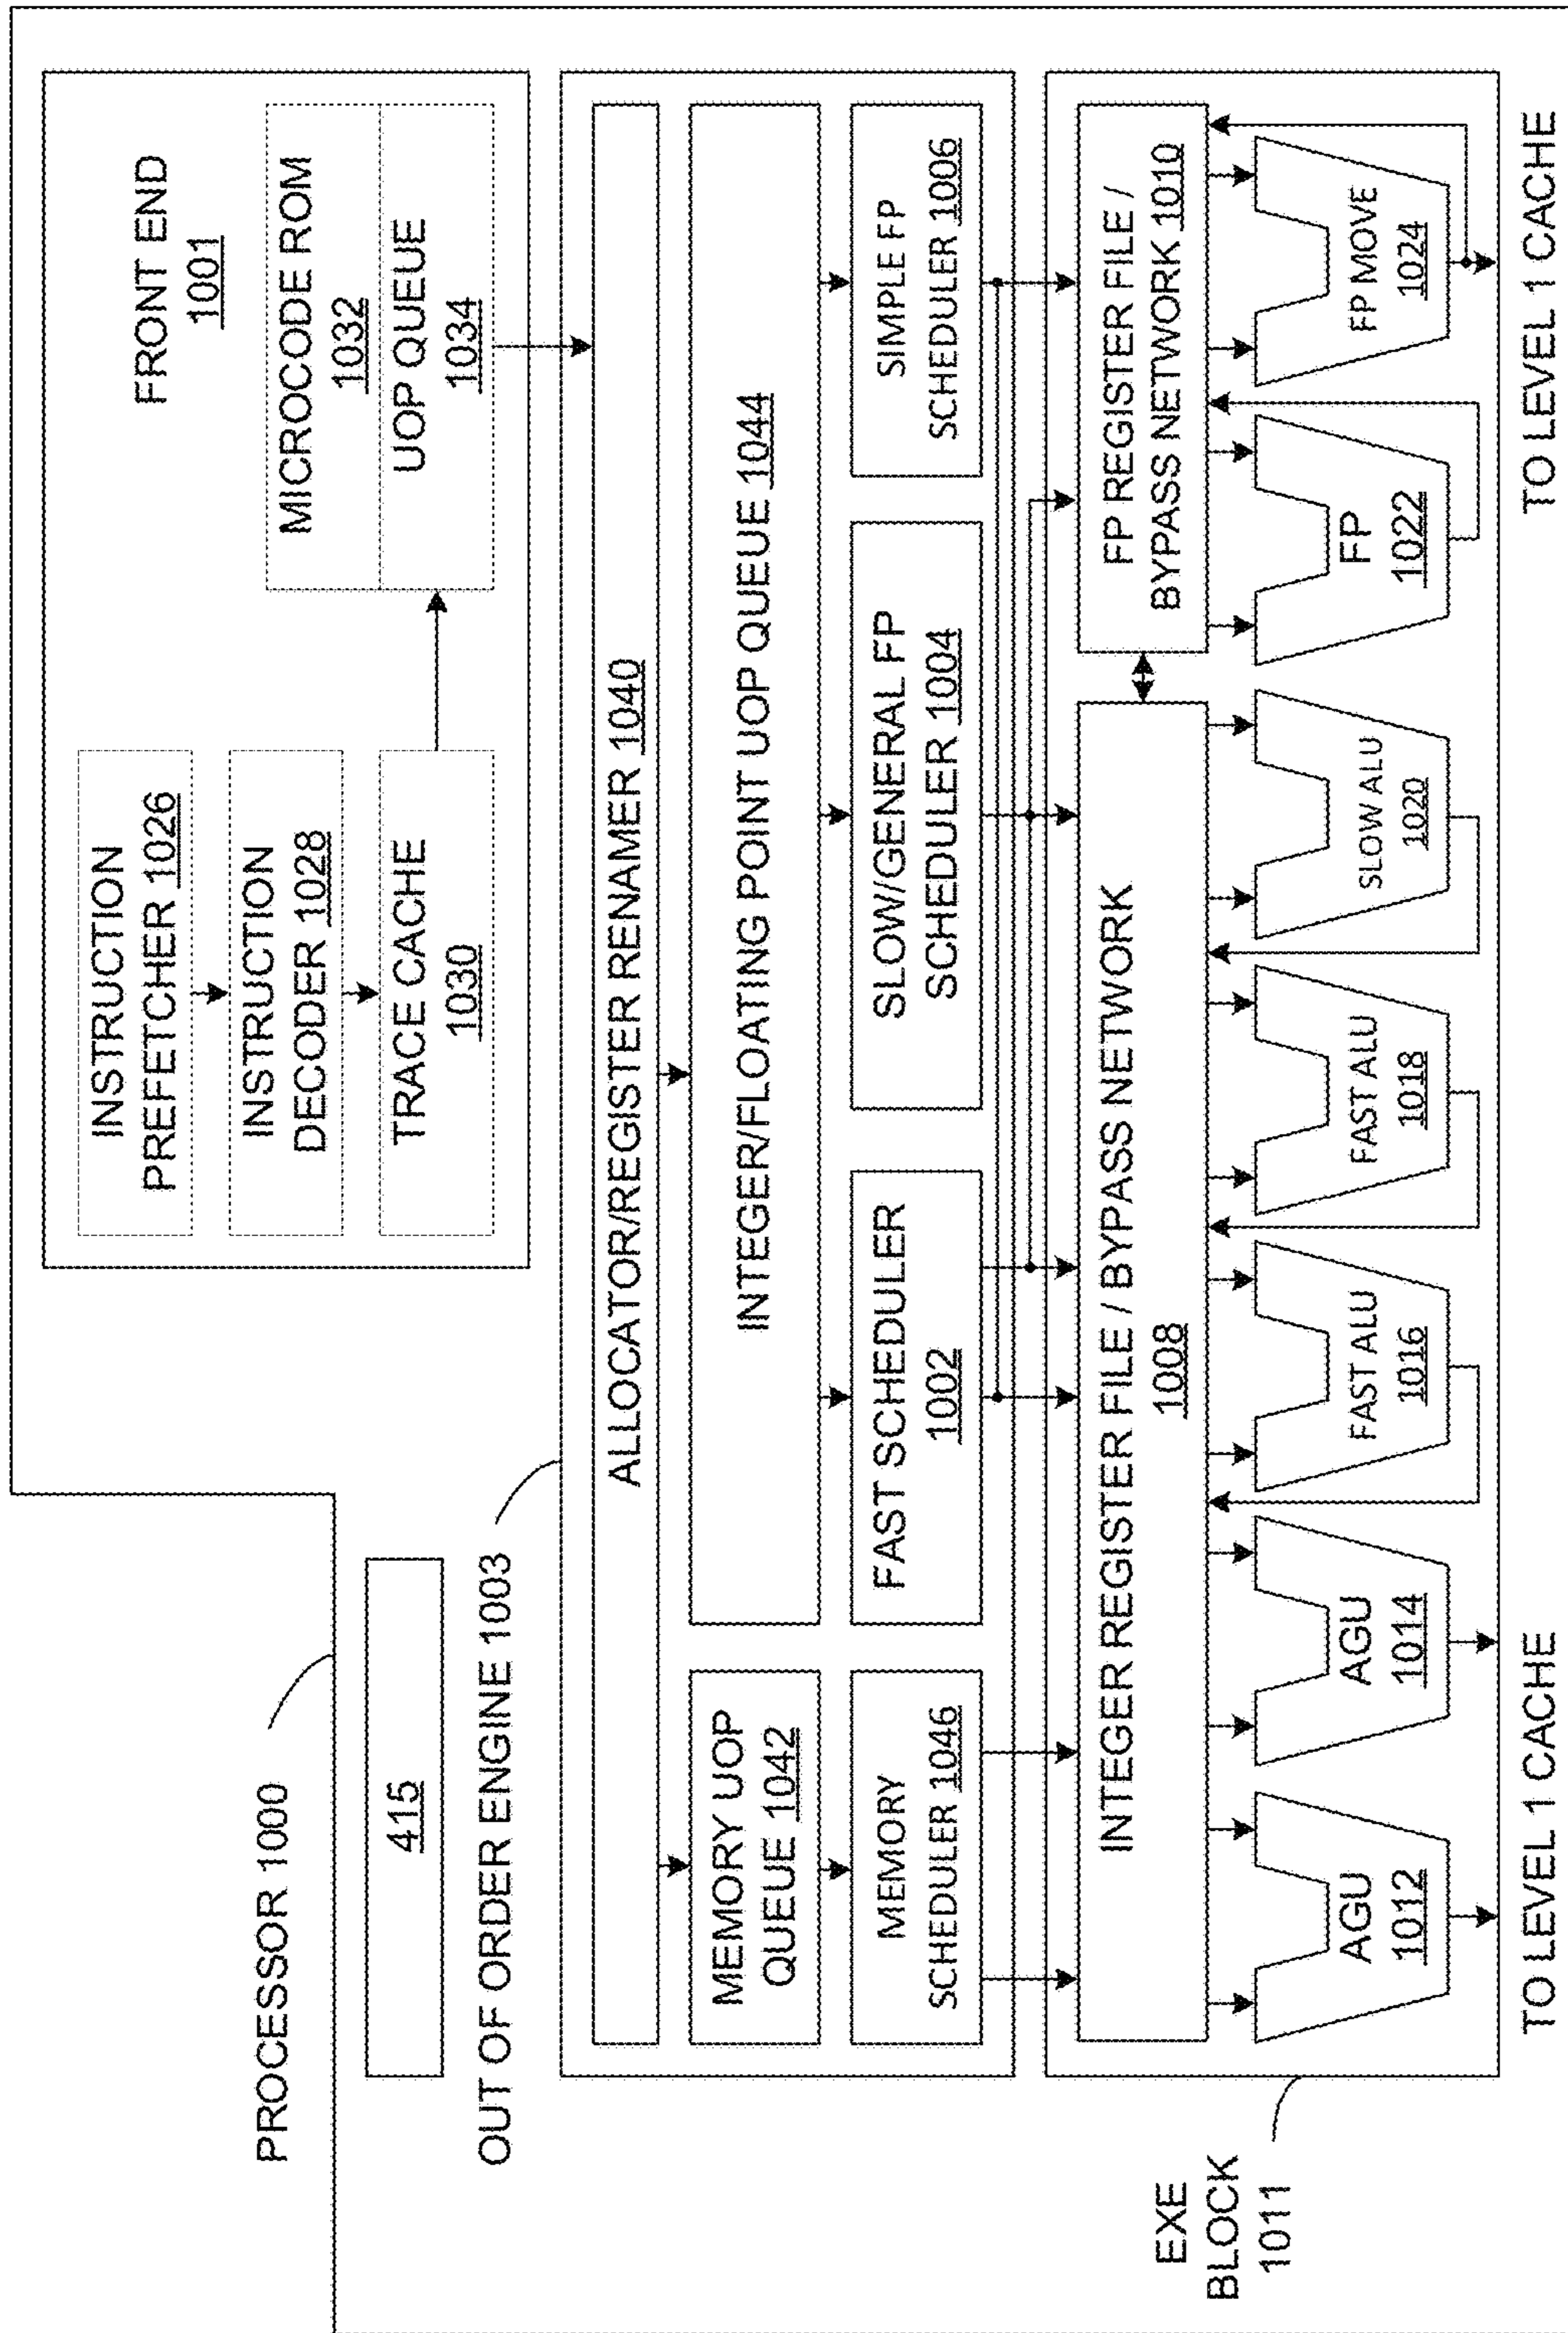 PROCESSOR 1000
415
FRONT END
1001
INSTRUCTION
PREFETCHER 1026
INSTRUCTION
DECODER 1028
TRACE CACHE
1030
MICROCODE ROM
1032
UOP QUEUE
1034
OUT OF ORDER ENGINE 1003
ALLOCATOR/REGISTER RENAMER 1040
MEMORY UOP
QUEUE 1042
INTEGER/FLOATING POINT UOP QUEUE 1044
MEMORY
SCHEDULER 1046
FAST SCHEDULER
1002
SLOW/GENERAL FP
SCHEDULER 1004
SIMPLE FP
SCHEDULER 1006
EXE
BLOCK
1011
INTEGER REGISTER FILE / BYPASS NETWORK
1008
FP REGISTER FILE /
BYPASS NETWORK 1010
AGU
1012
AGU
1014
FAST ALU
1016
FAST ALU
1018
SLOW ALU
1020
FP
1022
FP MOVE
1024
TO LEVEL 1 CACHE
TO LEVEL 1 CACHE